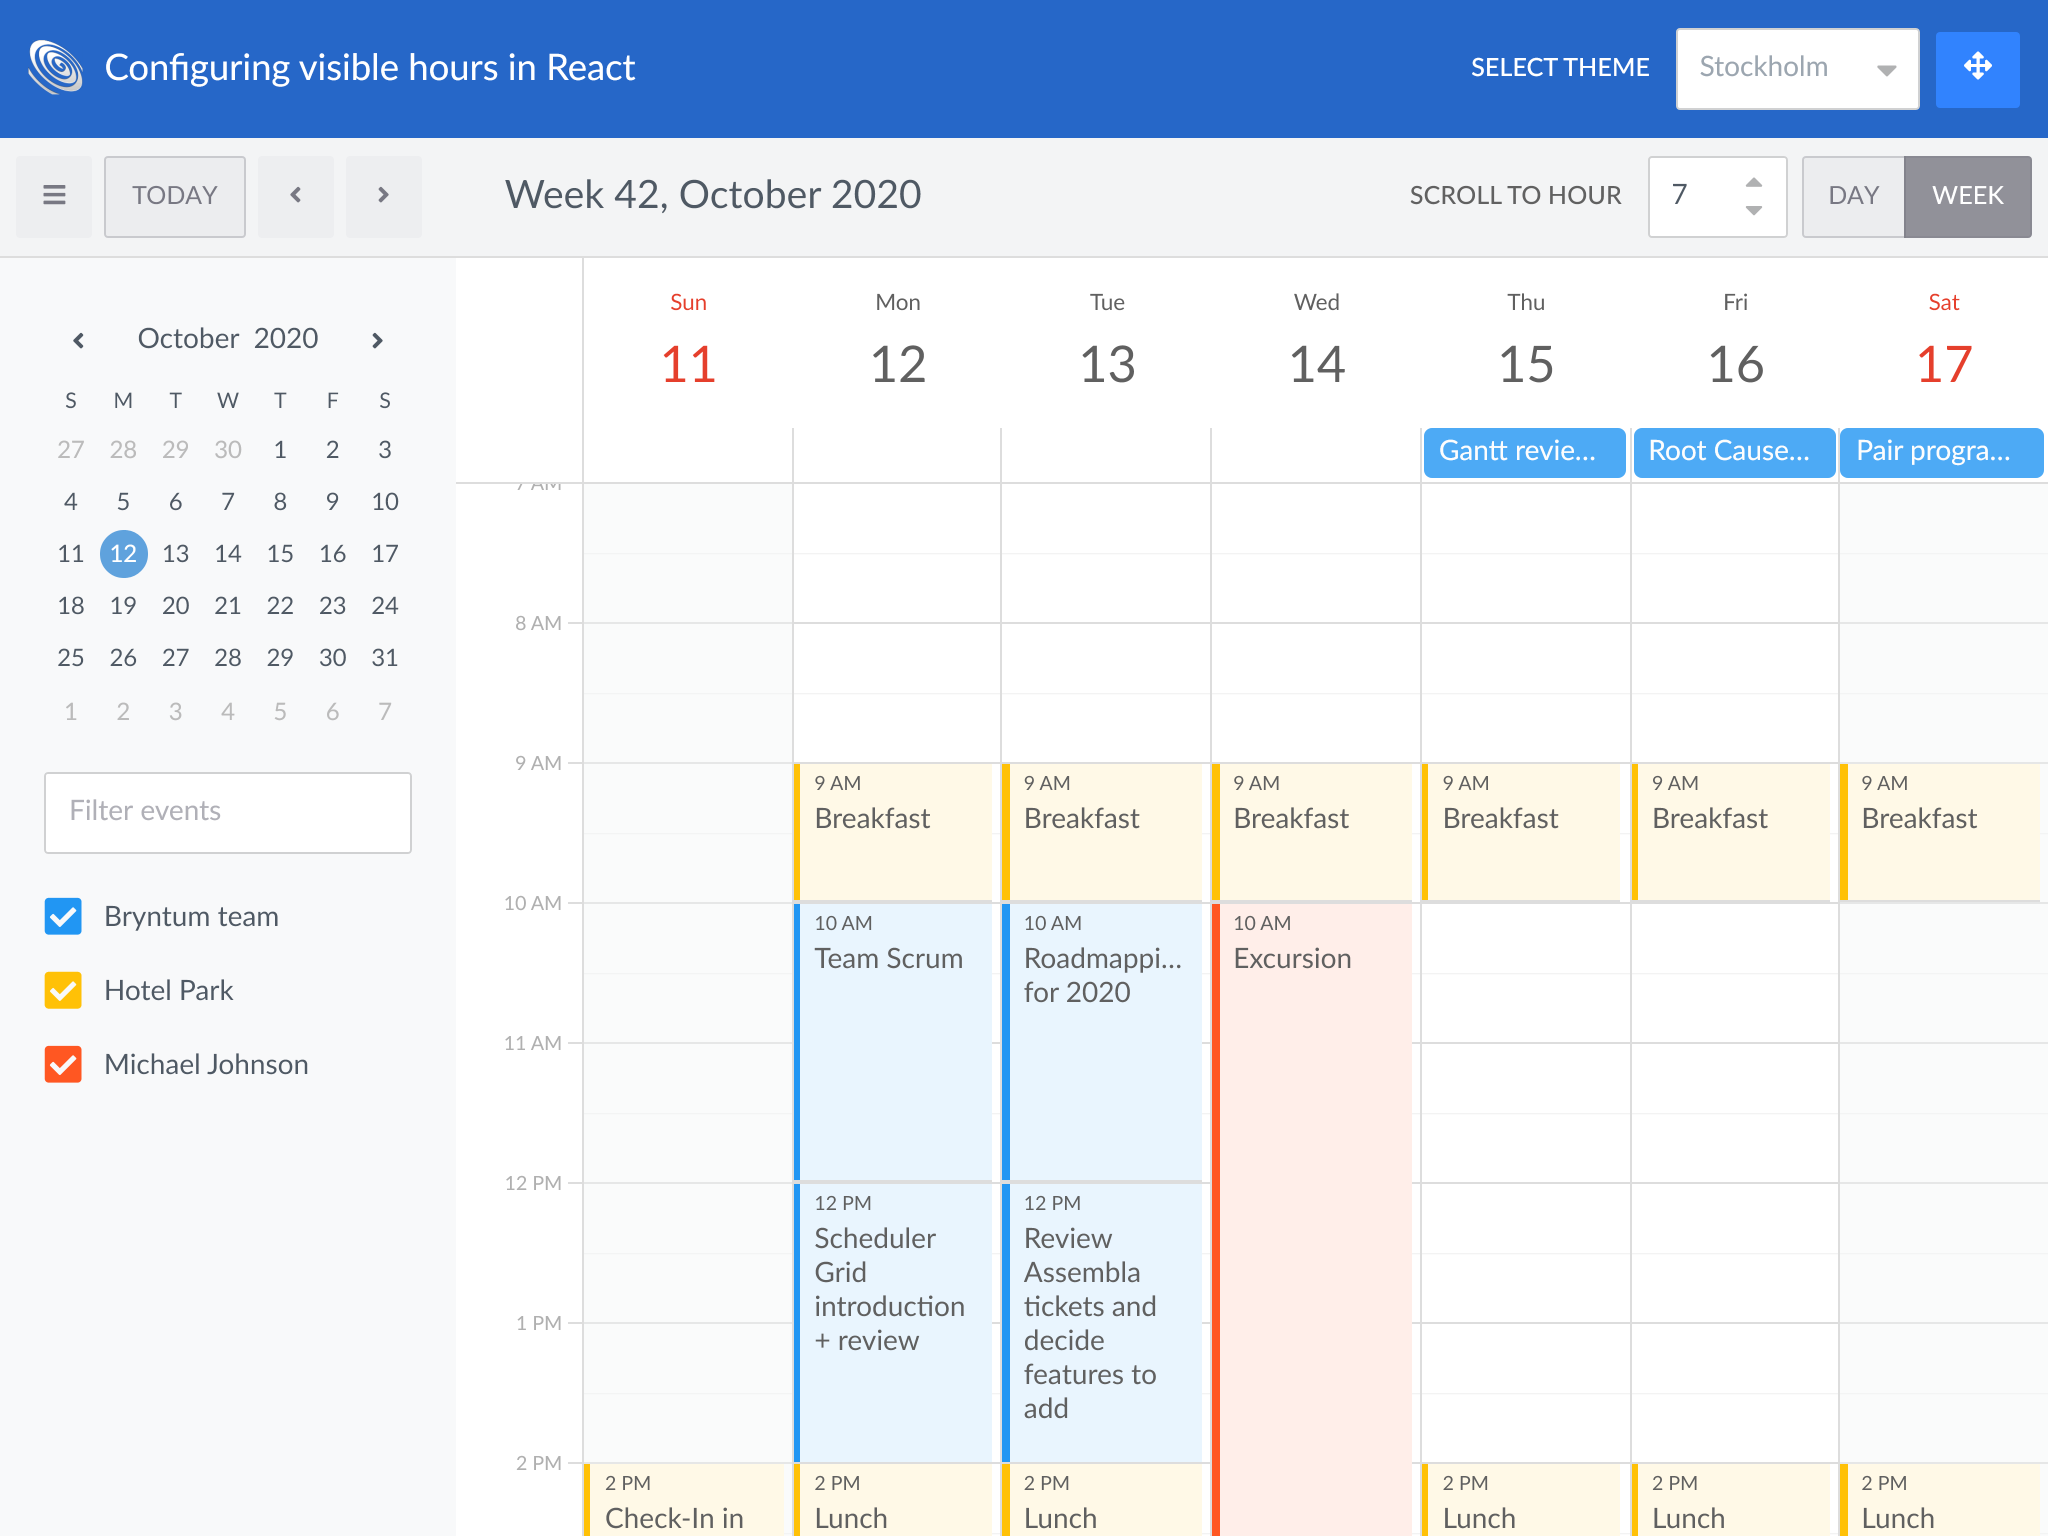 Configuring visible hours in React
SELECT THEME
Stockholm
TODAY
Week 42, October 2020
SCROLL TO HOUR
7
DAY
WEEK
October 2020
S M T W T F S
27 28 29 30 1 2 3
4 5 6 7 8 9 10
11 12 13 14 15 16 17
18 19 20 21 22 23 24
25 26 27 28 29 30 31
1 2 3 4 5 6 7
Filter events
Bryntum team
Hotel Park
Michael Johnson
Sun Mon Tue Wed Thu Fri Sat
11 12 13 14 15 16 17
Gantt revie...
Root Cause...
Pair progra...
7 AM
8 AM
9 AM
10 AM
11 AM
12 PM
1 PM
2 PM
2 PM
Check-In in
9 AM
Breakfast
10 AM
Team Scrum
12 PM
Scheduler
Grid
introduction
+ review
2 PM
Lunch
9 AM
Breakfast
10 AM
Roadmappi...
for 2020
12 PM
Review
Assembla
tickets and
decide
features to
add
2 PM
Lunch
9 AM
Breakfast
10 AM
Excursion
9 AM
Breakfast
2 PM
Lunch
9 AM
Breakfast
2 PM
Lunch
9 AM
Breakfast
2 PM
Lunch